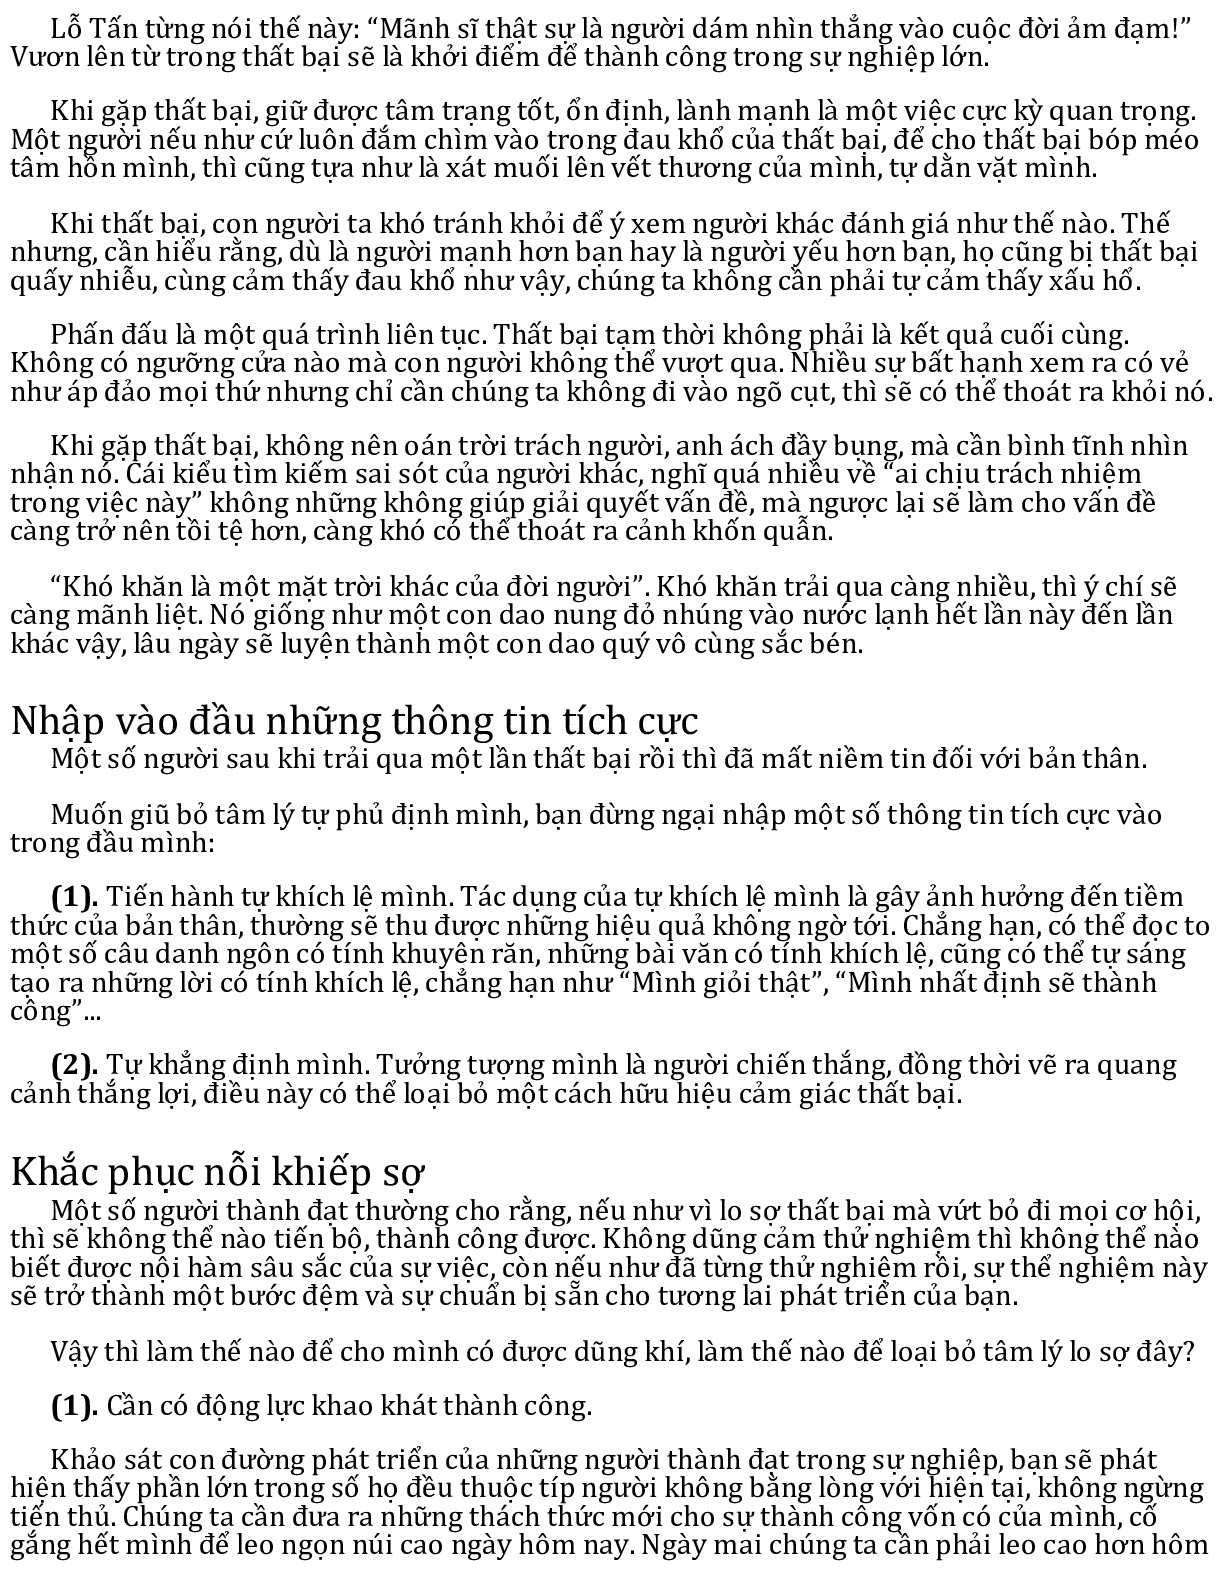 Lỗ Tấn từng nói thế này: “Mãnh sĩ thật sự là người dám nhìn thẳng vào cuộc đời ảm đạm!”
Vươn lên từ trong thất bại sẽ là khởi điểm để thành công trong sự nghiệp lớn.
Khi gặp thất bại, giữ được tâm trạng tốt, ổn định, lành mạnh là một việc cực kỳ quan trọng.
Một người nếu như cứ luôn đắm chìm vào trong đau khổ của thất bại, để cho thất bại bóp méo
tâm hồn mình, thì cũng tựa như là xát muối lên vết thương của mình, tự dằn vặt mình.
Khi thất bại, con người ta khó tránh khỏi để ý xem người khác đánh giá như thế nào. Thế
nhưng, cần hiểu rằng, dù là người mạnh hơn bạn hay là người yếu hơn bạn, họ cũng bị thất bại
quấy nhiễu, cùng cảm thấy đau khổ như vậy, chúng ta không cần phải tự cảm thấy xấu hổ.
Phấn đấu là một quá trình liên tục. Thất bại tạm thời không phải là kết quả cuối cùng.
Không có ngưỡng cửa nào mà con người không thể vượt qua. Nhiều sự bất hạnh xem ra có vẻ
như áp đảo mọi thứ nhưng chỉ cần chúng ta không đi vào ngõ cụt, thì sẽ có thể thoát ra khỏi nó.
Khi gặp thất bại, không nên oán trời trách người, anh ách đầy bụng, mà cần bình tĩnh nhìn
nhận nó. Cái kiểu tìm kiếm sai sót của người khác, nghĩ quá nhiều về “ai chịu trách nhiệm
trong việc này” không những không giúp giải quyết vấn đề, mà ngược lại sẽ làm cho vấn đề
càng trở nên tồi tệ hơn, càng khó có thể thoát ra cảnh khốn quẫn.
“Khó khăn là một mặt trời khác của đời người”. Khó khăn trải qua càng nhiều, thì ý chí sẽ
càng mãnh liệt. Nó giống như một con dao nung đỏ nhúng vào nước lạnh hết lần này đến lần
khác vậy, lâu ngày sẽ luyện thành một con dao quý vô cùng sắc bén.
Nhập vào đầu những thông tin tích cực
Một số người sau khi trải qua một lần thất bại rồi thì đã mất niềm tin đối với bản thân.
Muốn giũ bỏ tâm lý tự phủ định mình, bạn đừng ngại nhập một số thông tin tích cực vào
trong đầu mình:
(1). Tiến hành tự khích lệ mình. Tác dụng của tự khích lệ mình là gây ảnh hưởng đến tiềm
thức của bản thân, thường sẽ thu được những hiệu quả không ngờ tới. Chẳng hạn, có thể đọc to
một số câu danh ngôn có tính khuyên răn, những bài văn có tính khích lệ, cũng có thể tự sáng
tạo ra những lời có tính khích lệ, chẳng hạn như “Mình giỏi thật”, “Mình nhất định sẽ thành
công”...
(2). Tự khẳng định mình. Tưởng tượng mình là người chiến thắng, đồng thời vẽ ra quang
cảnh thắng lợi, điều này có thể loại bỏ một cách hữu hiệu cảm giác thất bại.
Khắc phục nỗi khiếp sợ
Một số người thành đạt thường cho rằng, nếu như vì lo sợ thất bại mà vứt bỏ đi mọi cơ hội,
thì sẽ không thể nào tiến bộ, thành công được. Không dũng cảm thử nghiệm thì không thể nào
biết được nội hàm sâu sắc của sự việc, còn nếu như đã từng thử nghiệm rồi, sự thể nghiệm này
sẽ trở thành một bước đệm và sự chuẩn bị sẵn cho tương lai phát triển của bạn.
Vậy thì làm thế nào để cho mình có được dũng khí, làm thế nào để loại bỏ tâm lý lo sợ đây?
(1). Cần có động lực khao khát thành công.
Khảo sát con đường phát triển của những người thành đạt trong sự nghiệp, bạn sẽ phát
hiện thấy phần lớn trong số họ đều thuộc típ người không bằng lòng với hiện tại, không ngừng
tiến thủ. Chúng ta cần đưa ra những thách thức mới cho sự thành công vốn có của mình, cố
gắng hết mình để leo ngọn núi cao ngày hôm nay. Ngày mai chúng ta cần phải leo cao hơn hôm